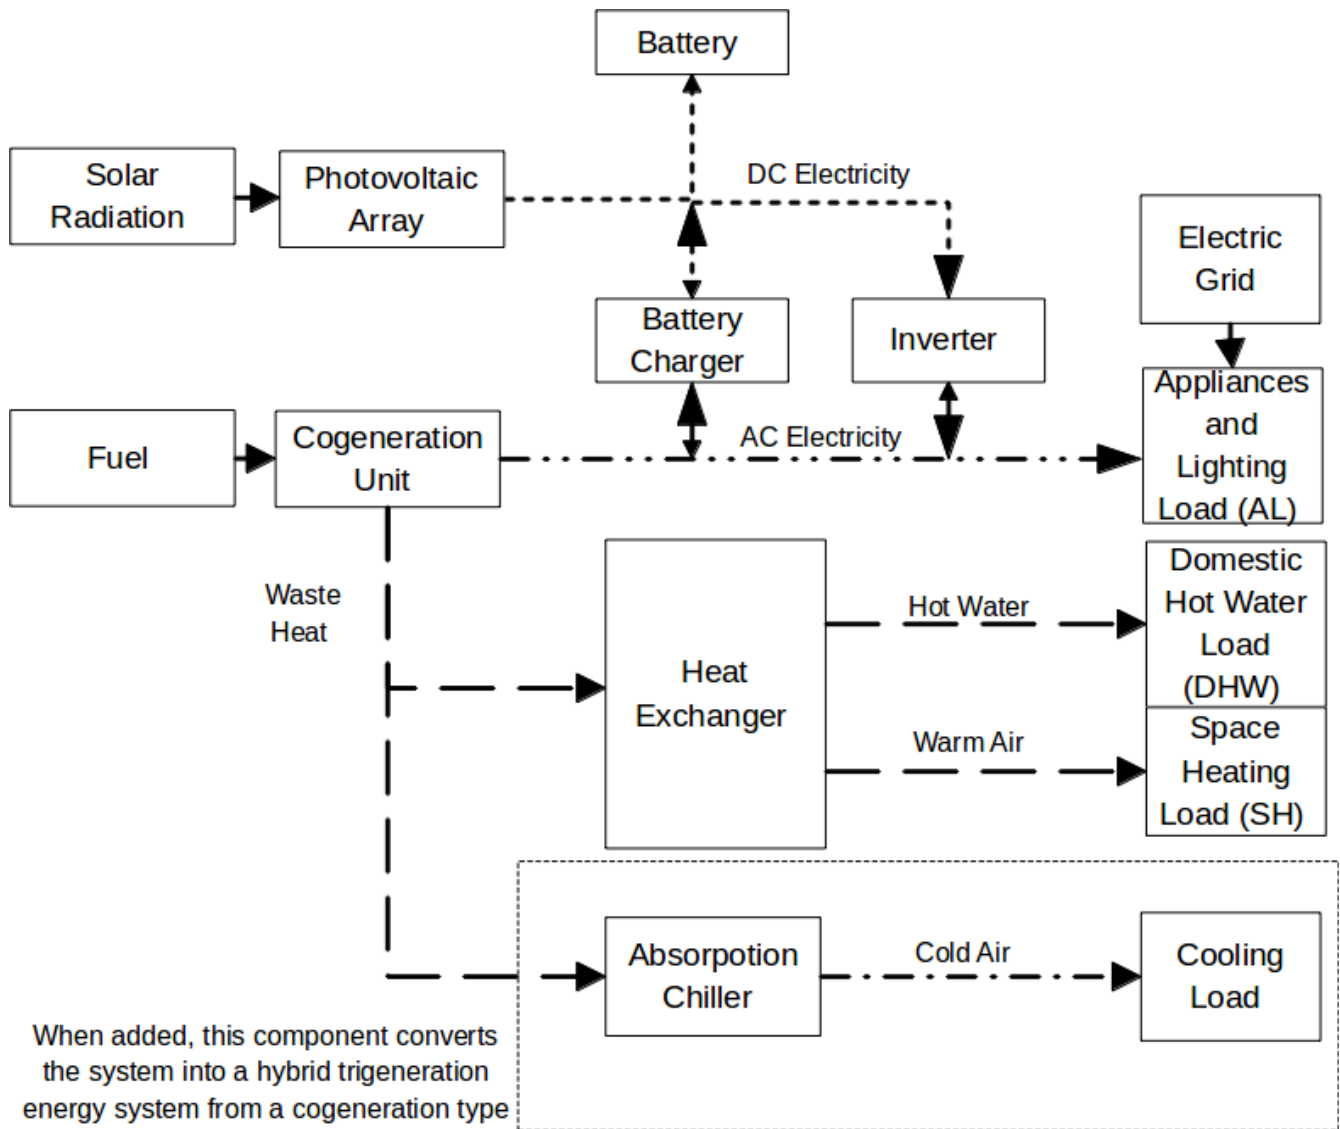 Battery
Solar
Radiation
Photovoltaic
Array
DC Electricity
Electric
Grid
Battery
Charger
Inverter
Appliances
and
Lighting
Load (AL)
Fuel
Cogeneration
Unit
AC Electricity
Waste
Heat
Heat
Exchanger
Hot Water
Domestic
Hot Water
Load
(DHW)
Warm Air
Space
Heating
Load (SH)
Absorpotion
Chiller
Cold Air
Cooling
Load
When added, this component converts
the system into a hybrid trigeneration
energy system from a cogeneration type